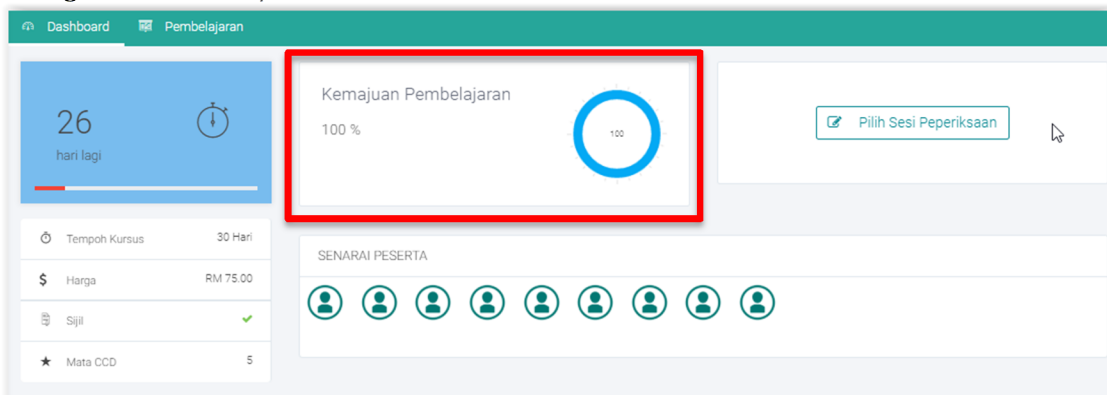 Dashboard Pembelajaran
26
hari lagi
Kemajuan Pembelajaran
100 %
100
Pilih Sesi Peperiksaan
Tempoh Kursus 30 Hari
Harga RM 75.00
Sijil
Mata CCD 5
SENARAI PESERTA